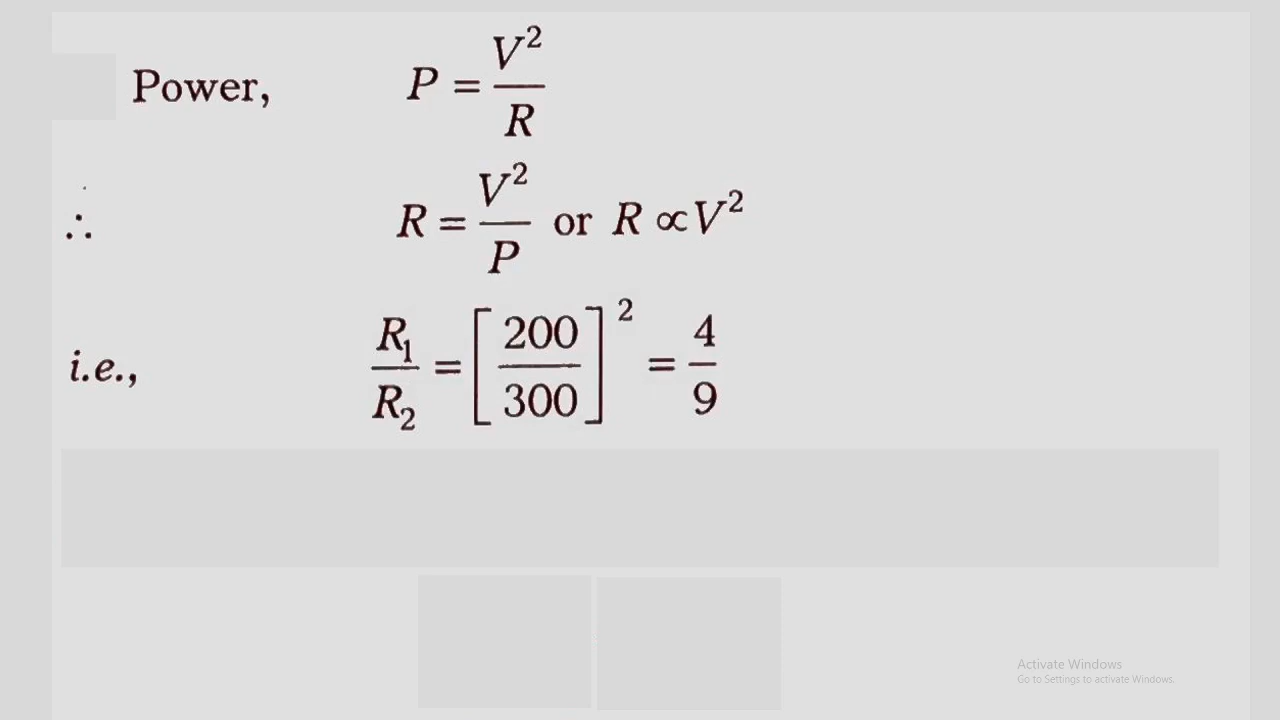 Power, P = V²/R
∴ R = V²/P or R ∝ V²
i.e., R₁/R₂ = [200/300]² = 4/9
Activate Windows
Go to Settings to activate Windows.